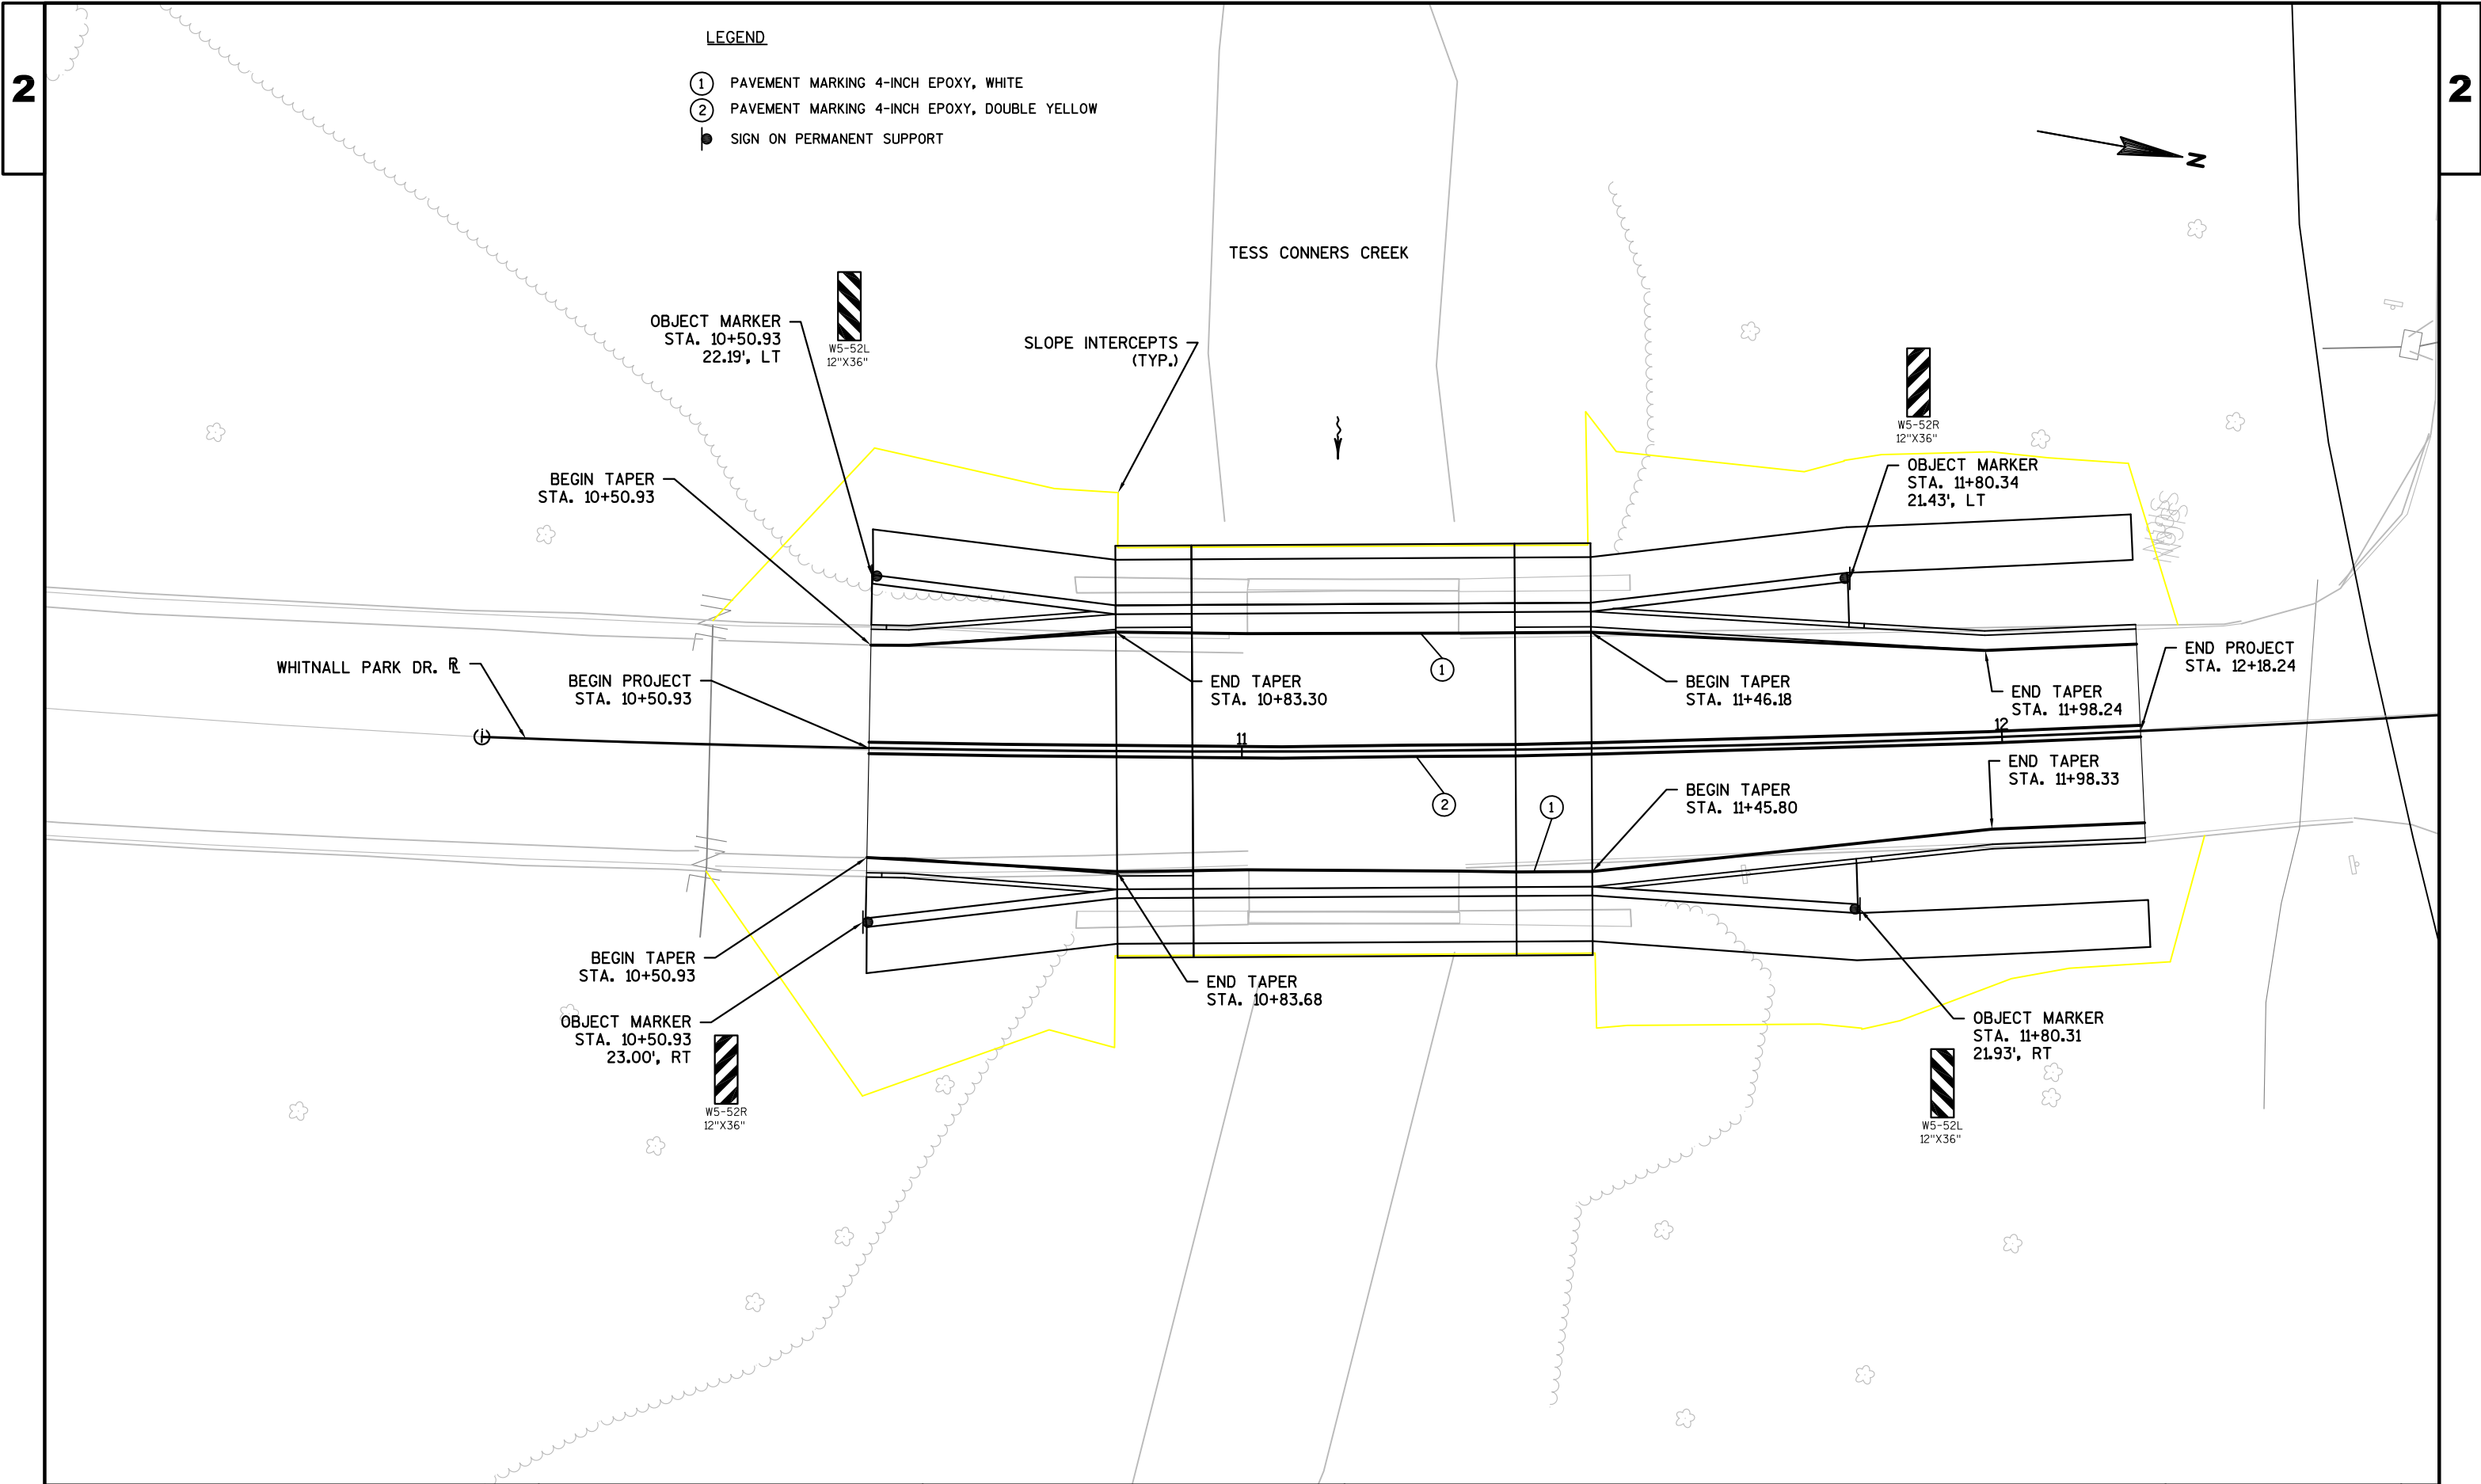 2
2
LEGEND
1 PAVEMENT MARKING 4-INCH EPOXY, WHITE
2 PAVEMENT MARKING 4-INCH EPOXY, DOUBLE YELLOW
SIGN ON PERMANENT SUPPORT
N
TESS CONNERS CREEK
OBJECT MARKER
STA. 10+50.93
22.19', LT
W5-52L
12"X36"
SLOPE INTERCEPTS
(TYP.)
W5-52R
12"X36"
OBJECT MARKER
STA. 11+80.34
21.43', LT
BEGIN TAPER
STA. 10+50.93
WHITNALL PARK DR. RL
BEGIN PROJECT
STA. 10+50.93
END TAPER
STA. 10+83.30
1
BEGIN TAPER
STA. 11+46.18
END TAPER
STA. 11+98.24
END PROJECT
STA. 12+18.24
11
12
2
1
BEGIN TAPER
STA. 11+45.80
END TAPER
STA. 11+98.33
BEGIN TAPER
STA. 10+50.93
END TAPER
STA. 10+83.68
OBJECT MARKER
STA. 10+50.93
23.00', RT
W5-52R
12"X36"
OBJECT MARKER
STA. 11+80.31
21.93', RT
W5-52L
12"X36"